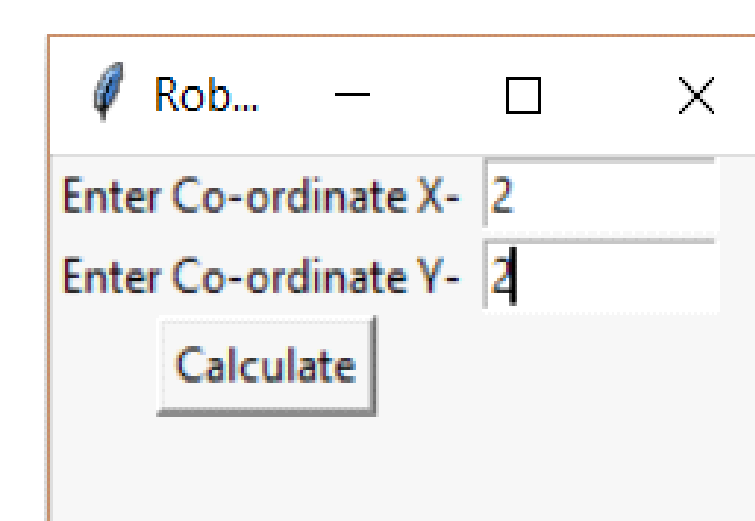 Rob...
Enter Co-ordinate X- 2
Enter Co-ordinate Y- 2
Calculate